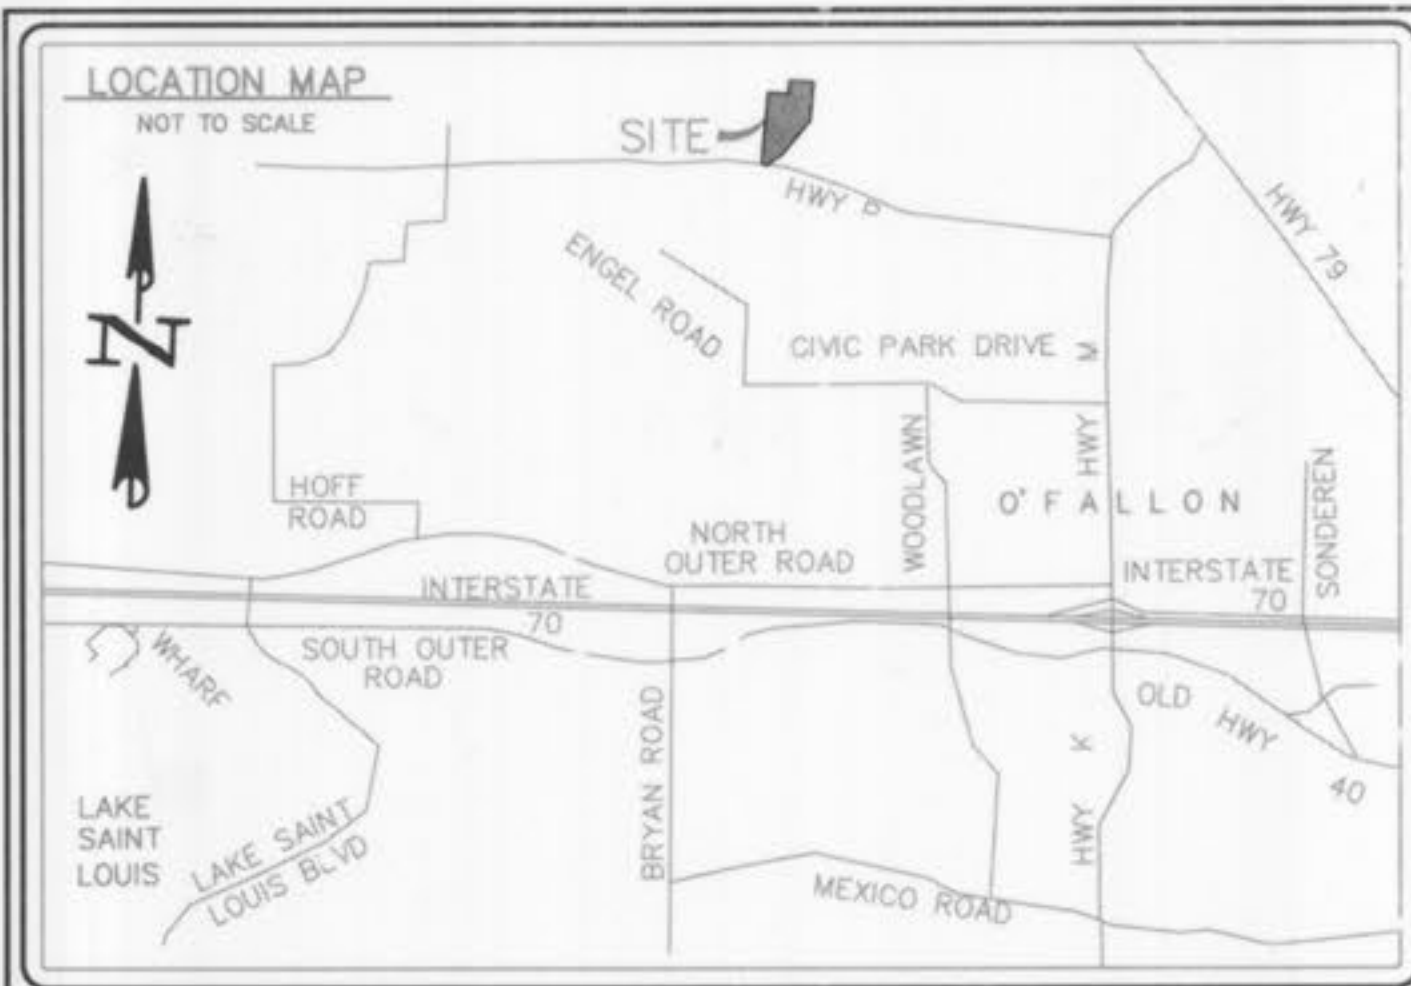 LOCATION MAP
NOT TO SCALE
SITE
HWY P
HWY 79
N
ENGEL ROAD
CIVIC PARK DRIVE
HWY M
WOODLAWN
O'FALLON
SONDEREN
HOFF
ROAD
NORTH
OUTER ROAD
INTERSTATE
70
INTERSTATE
70
WHARF
SOUTH OUTER
ROAD
BRYAN ROAD
OLD HWY 40
HWY K
LAKE
SAINT
LOUIS
LAKE SAINT
LOUIS BLVD
MEXICO ROAD